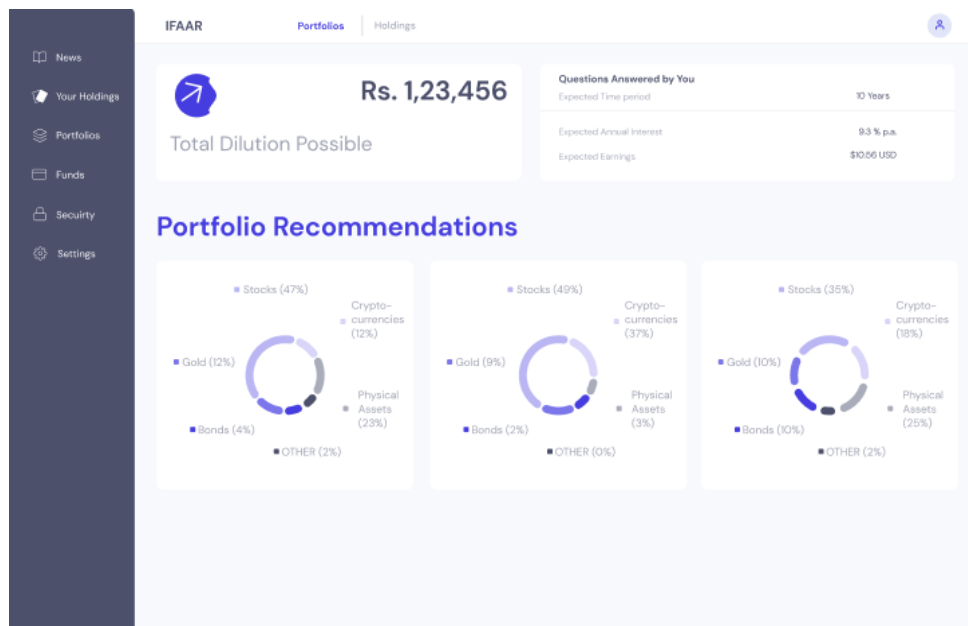 IFAAR
Portfolios
Holdings
News
Your Holdings
Portfolios
Funds
Secuirty
Settings
Rs. 1,23,456
Total Dilution Possible
Questions Answered by You
Expected Time period
10 Years
Expected Annual Interest
9.3 % p.a.
Expected Earnings
$10.56 USD
Portfolio Recommendations
Stocks (47%)
Crypto-
currencies
(12%)
Gold (12%)
Physical
Assets
(23%)
Bonds (4%)
OTHER (2%)
Stocks (49%)
Crypto-
currencies
(37%)
Gold (9%)
Physical
Assets
(3%)
Bonds (2%)
OTHER (0%)
Stocks (35%)
Crypto-
currencies
(18%)
Gold (10%)
Physical
Assets
(25%)
Bonds (10%)
OTHER (2%)